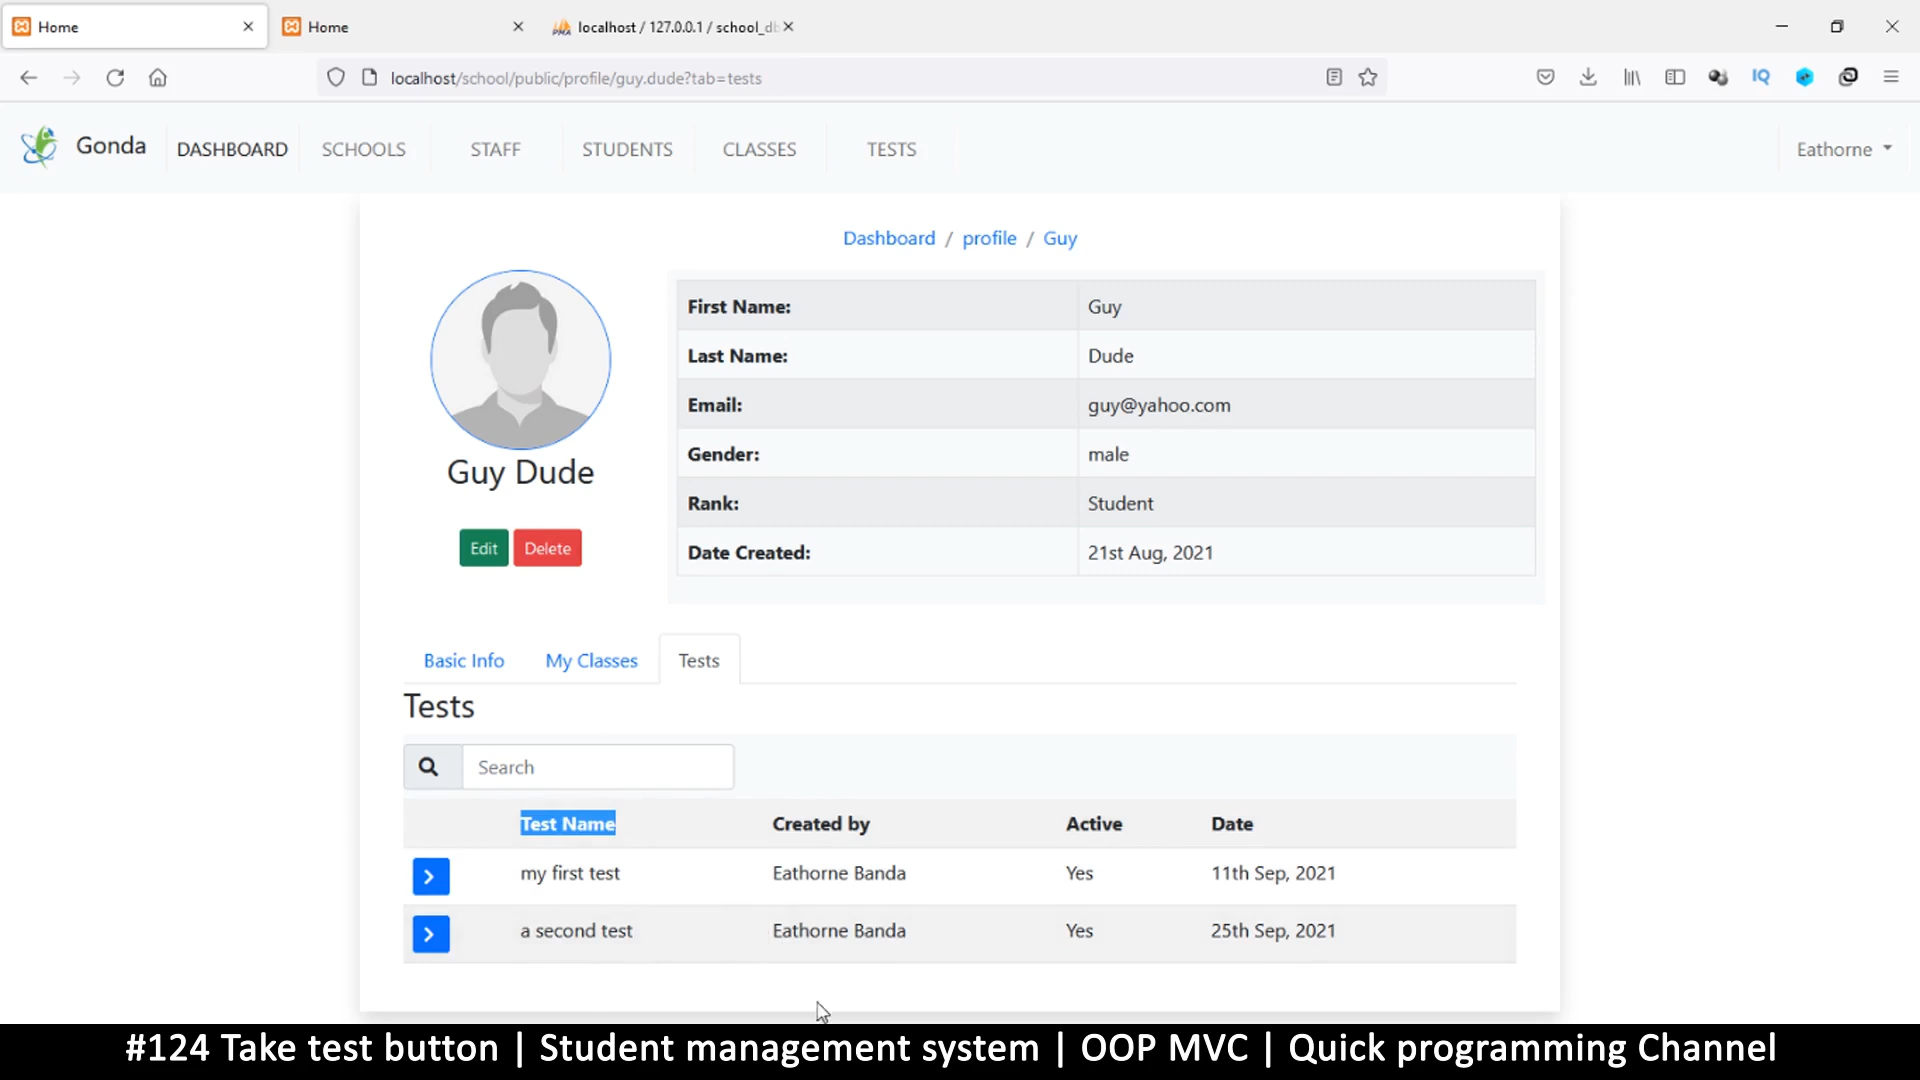 Home
Home
localhost / 127.0.0.1 / school_db
localhost/school/public/profile/guy.dude?tab=tests
IQ
Gonda
DASHBOARD
SCHOOLS
STAFF
STUDENTS
CLASSES
TESTS
Eathorne
Dashboard / profile / Guy
First Name: Guy
Last Name: Dude
Email: guy@yahoo.com
Gender: male
Rank: Student
Date Created: 21st Aug, 2021
Guy Dude
Edit
Delete
Basic Info
My Classes
Tests
Tests
Search
Test Name Created by Active Date
my first test Eathorne Banda Yes 11th Sep, 2021
a second test Eathorne Banda Yes 25th Sep, 2021
#124 Take test button | Student management system | OOP MVC | Quick programming Channel